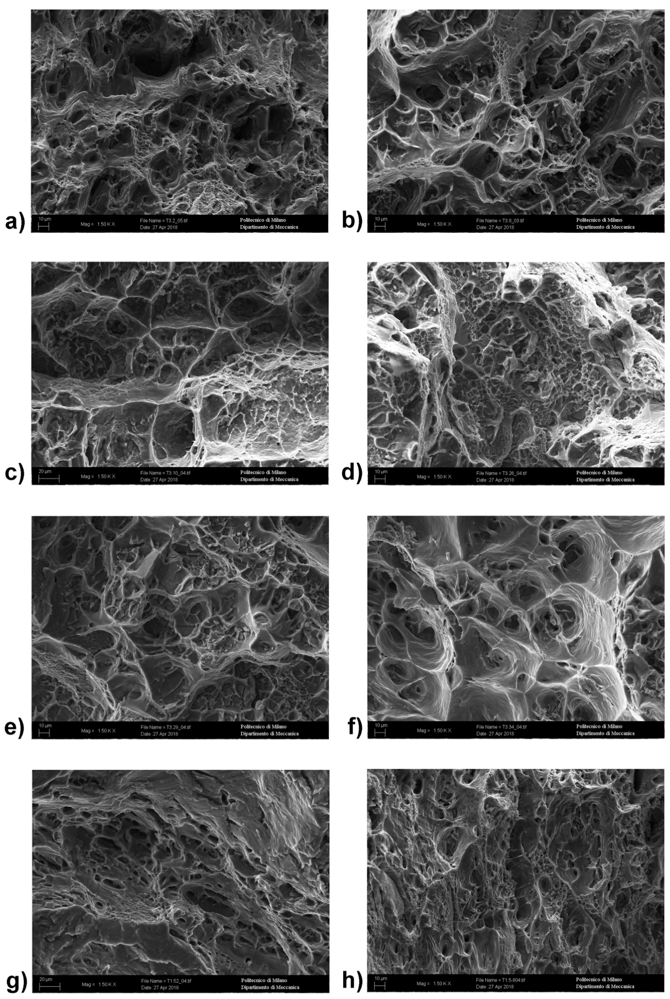 a)
10 µm
Mag = 1.50 K X
File Name = T3.2_05.tif
Date :27 Apr 2018
Politecnico di Milano
Dipartimento di Meccanica
b)
10 µm
Mag = 1.50 K X
File Name = T3.8_03.tif
Date :27 Apr 2018
Politecnico di Milano
Dipartimento di Meccanica
c)
20 µm
Mag = 1.50 K X
File Name = T3.10_04.tif
Date :27 Apr 2018
Politecnico di Milano
Dipartimento di Meccanica
d)
10 µm
Mag = 1.50 K X
File Name = T3.26_04.tif
Date :27 Apr 2018
Politecnico di Milano
Dipartimento di Meccanica
e)
10 µm
Mag = 1.50 K X
File Name = T3.29_04.tif
Date :27 Apr 2018
Politecnico di Milano
Dipartimento di Meccanica
f)
10 µm
Mag = 1.50 K X
File Name = T3.34_04.tif
Date :27 Apr 2018
Politecnico di Milano
Dipartimento di Meccanica
g)
20 µm
Mag = 1.50 K X
File Name = T1.52_04.tif
Date :27 Apr 2018
Politecnico di Milano
Dipartimento di Meccanica
h)
10 µm
Mag = 1.50 K X
File Name = T1.5-804.tif
Date :27 Apr 2018
Politecnico di Milano
Dipartimento di Meccanica